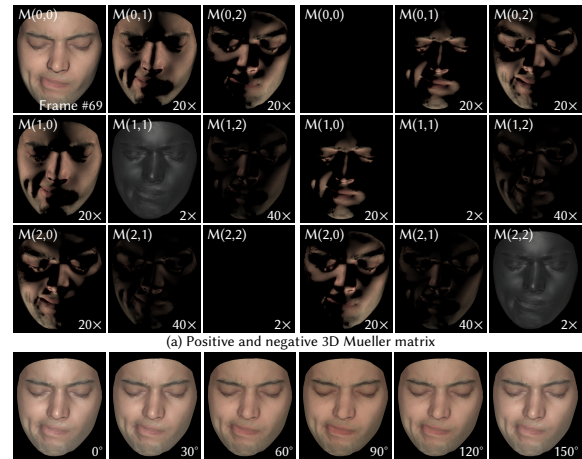 M(0,0) M(0,1) M(0,2) M(0,0) M(0,1) M(0,2)
Frame #69 20× 20× 20× 20×
M(1,0) M(1,1) M(1,2) M(1,0) M(1,1) M(1,2)
20× 2× 40× 20× 2× 40×
M(2,0) M(2,1) M(2,2) M(2,0) M(2,1) M(2,2)
20× 40× 2× 20× 40× 2×
(a) Positive and negative 3D Mueller matrix
0° 30° 60° 90° 120° 150°